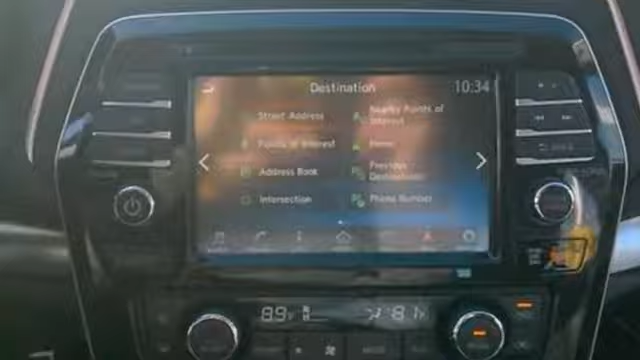 Destination 10:34
Street Address
Nearby Points of
Interest
Points of Interest
Home
Address Book
Previous
Destinations
Intersection
Phone Number